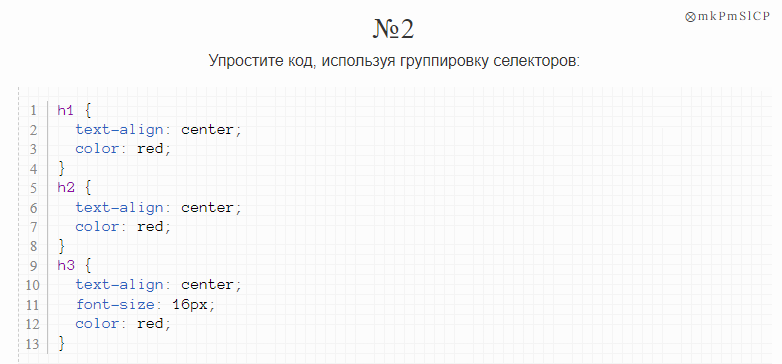 №2
⊗mkPmSlCP
Упростите код, используя группировку селекторов:
1 h1 {
2 text-align: center;
3 color: red;
4 }
5 h2 {
6 text-align: center;
7 color: red;
8 }
9 h3 {
10 text-align: center;
11 font-size: 16px;
12 color: red;
13 }